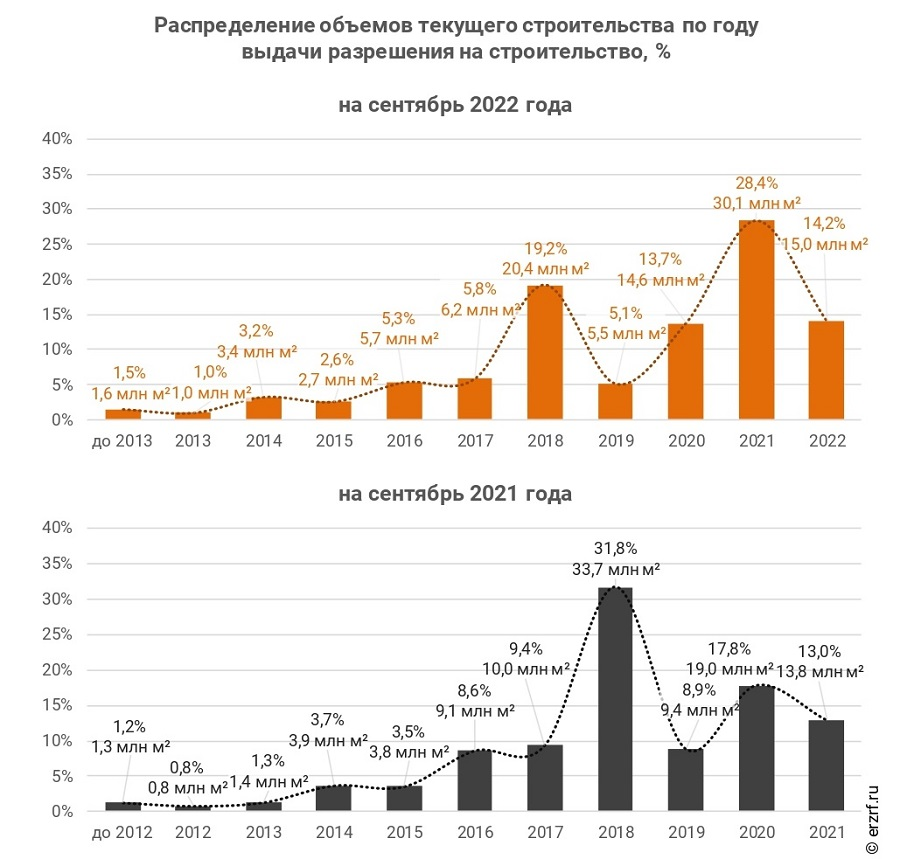 Распределение объемов текущего строительства по году
выдачи разрешения на строительство, %
на сентябрь 2022 года
40%
35%
30%
25%
20%
15%
10%
5%
0%
1,5%
1,6 млн м²
1,0%
1,0 млн м²
3,2%
3,4 млн м²
2,6%
2,7 млн м²
5,3%
5,7 млн м²
5,8%
6,2 млн м²
19,2%
20,4 млн м²
5,1%
5,5 млн м²
13,7%
14,6 млн м²
28,4%
30,1 млн м²
14,2%
15,0 млн м²
до 2013 2013 2014 2015 2016 2017 2018 2019 2020 2021 2022
на сентябрь 2021 года
40%
35%
30%
25%
20%
15%
10%
5%
0%
1,2%
1,3 млн м²
0,8%
0,8 млн м²
1,3%
1,4 млн м²
3,7%
3,9 млн м²
3,5%
3,8 млн м²
8,6%
9,1 млн м²
9,4%
10,0 млн м²
31,8%
33,7 млн м²
8,9%
9,4 млн м²
17,8%
19,0 млн м²
13,0%
13,8 млн м²
до 2012 2012 2013 2014 2015 2016 2017 2018 2019 2020 2021
© erzrf.ru